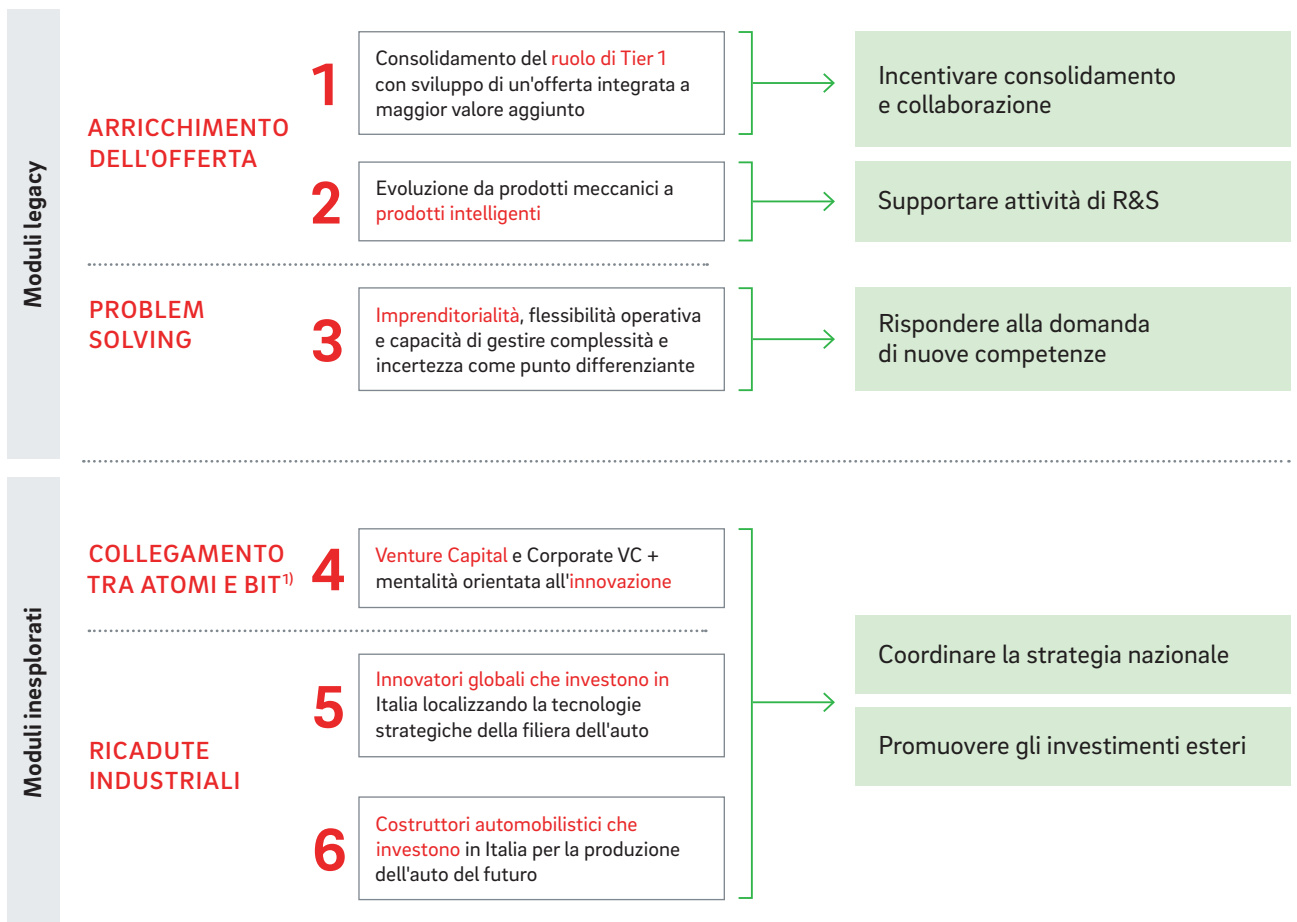 Moduli legacy
ARRICCHIMENTO
DELL'OFFERTA
1
Consolidamento del ruolo di Tier 1
con sviluppo di un'offerta integrata a
maggior valore aggiunto
Incentivare consolidamento
e collaborazione
2
Evoluzione da prodotti meccanici a
prodotti intelligenti
Supportare attività di R&S
PROBLEM
SOLVING
3
Imprenditorialità, flessibilità operativa
e capacità di gestire complessità e
incertezza come punto differenziante
Rispondere alla domanda
di nuove competenze
Moduli inesplorati
COLLEGAMENTO
TRA ATOMI E BIT1)
4
Venture Capital e Corporate VC +
mentalità orientata all'innovazione
RICADUTE
INDUSTRIALI
5
Innovatori globali che investono in
Italia localizzando la tecnologie
strategiche della filiera dell'auto
6
Costruttori automobilistici che
investono in Italia per la produzione
dell'auto del futuro
Coordinare la strategia nazionale
Promuovere gli investimenti esteri